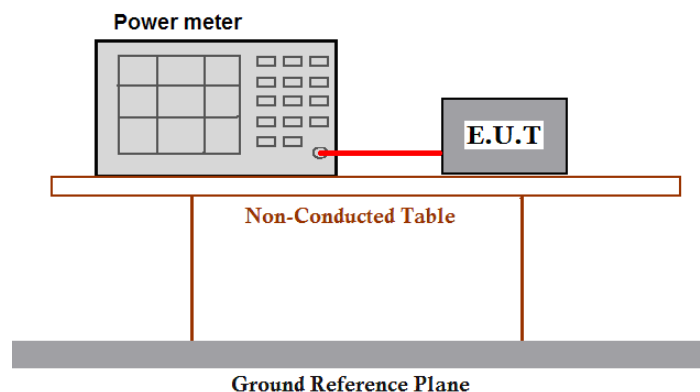 Power meter
E.U.T
Non-Conducted Table
Ground Reference Plane